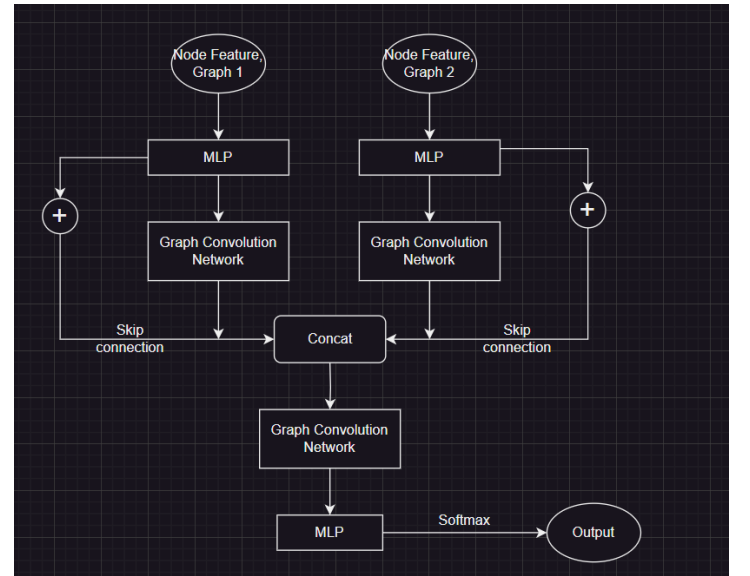 Node Feature,
Graph 1
Node Feature,
Graph 2
MLP
MLP
+
+
Graph Convolution
Network
Graph Convolution
Network
Skip
connection
Concat
Skip
connection
Graph Convolution
Network
MLP
Softmax
Output